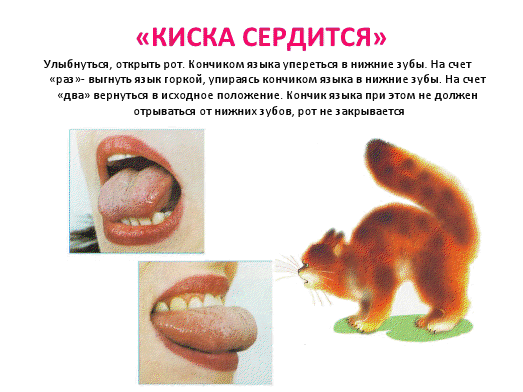 «КИСКА СЕРДИТСЯ»
Улыбнуться, открыть рот. Кончиком языка упереться в нижние зубы. На счет
«раз»- выгнуть язык горкой, упираясь кончиком языка в нижние зубы. На счет
«два» вернуться в исходное положение. Кончик языка при этом не должен
отрываться от нижних зубов, рот не закрывается